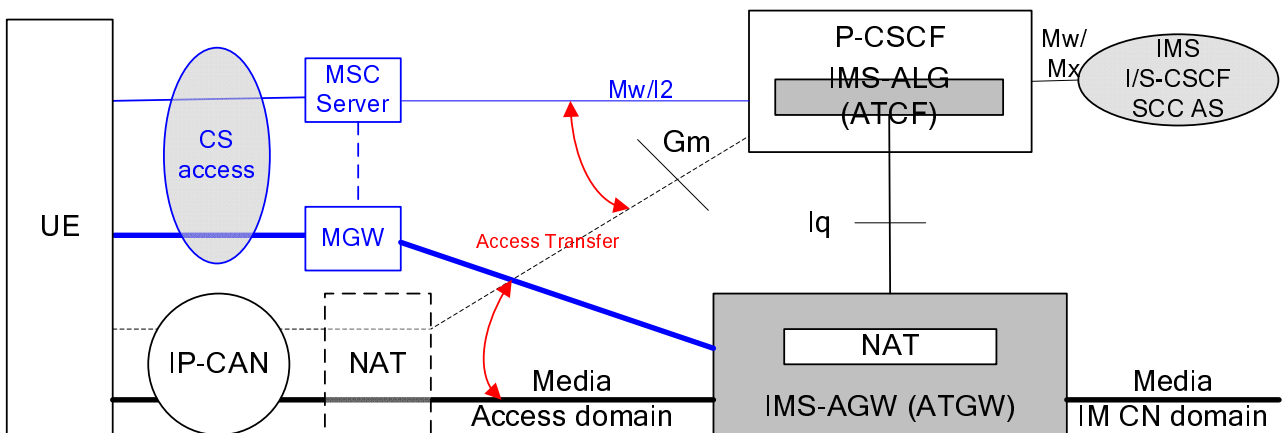 P-CSCF
IMS-ALG
(ATCF)
Mw/
Mx
IMS
I/S-CSCF
SCC AS
MSC
Server
Mw/I2
CS
access
Gm
UE
MGW
Access Transfer
Iq
IP-CAN
NAT
NAT
Media
Access domain
IMS-AGW (ATGW)
Media
IM CN domain